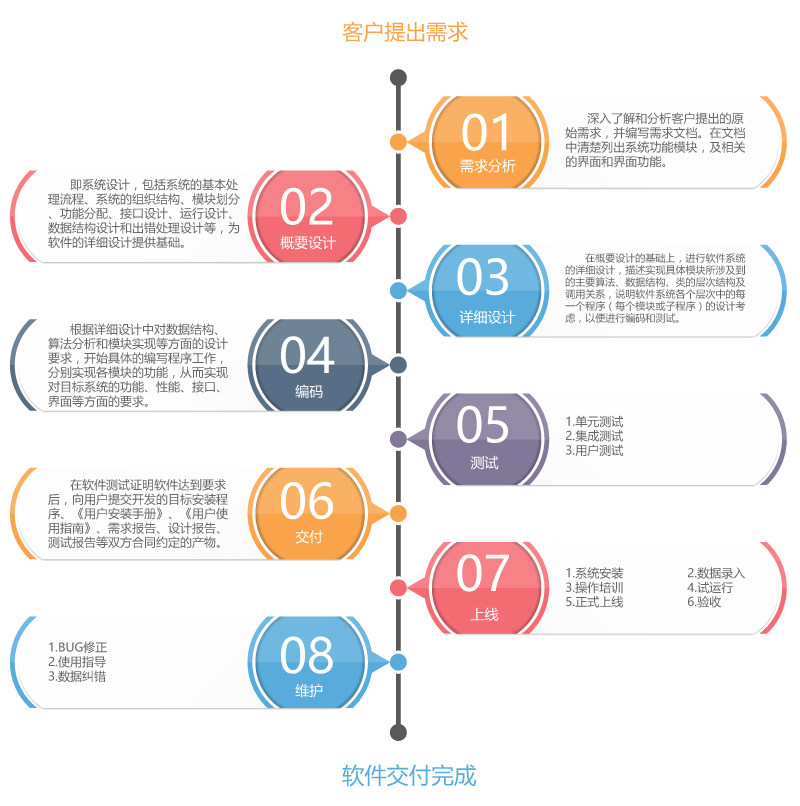 客户提出需求
01
需求分析
深入了解和分析客户提出的原
始需求，并编写需求文档。在文档
中清楚列出系统功能模块，及相关
的界面和界面功能。
02
概要设计
即系统设计，包括系统的基本处
理流程、系统的组织结构、模块划分
、功能分配、接口设计、运行设计、
数据结构设计和出错处理设计等，为
软件的详细设计提供基础。
03
详细设计
在概要设计的基础上，进行软件系统
的详细设计，描述实现具体模块所涉及到
的主要算法、数据结构、类的层次结构及
调用关系，说明软件系统各个层次中的每
一个程序（每个模块或子程序）的设计考
虑，以便进行编码和测试。
04
编码
根据详细设计中对数据结构、
算法分析和模块实现等方面的设计
要求，开始具体的编写程序工作，
分别实现各模块的功能，从而实现
对目标系统的功能、性能、接口、
界面等方面的要求。
05
测试
1.单元测试
2.集成测试
3.用户测试
06
交付
在软件测试证明软件达到要求
后，向用户提交开发的目标安装程
序、《用户安装手册》、《用户使
用指南》、需求报告、设计报告、
测试报告等双方合同约定的产物。
07
上线
1.系统安装 2.数据录入
3.操作培训 4.试运行
5.正式上线 6.验收
08
维护
1.BUG修正
2.使用指导
3.数据纠错
软件交付完成